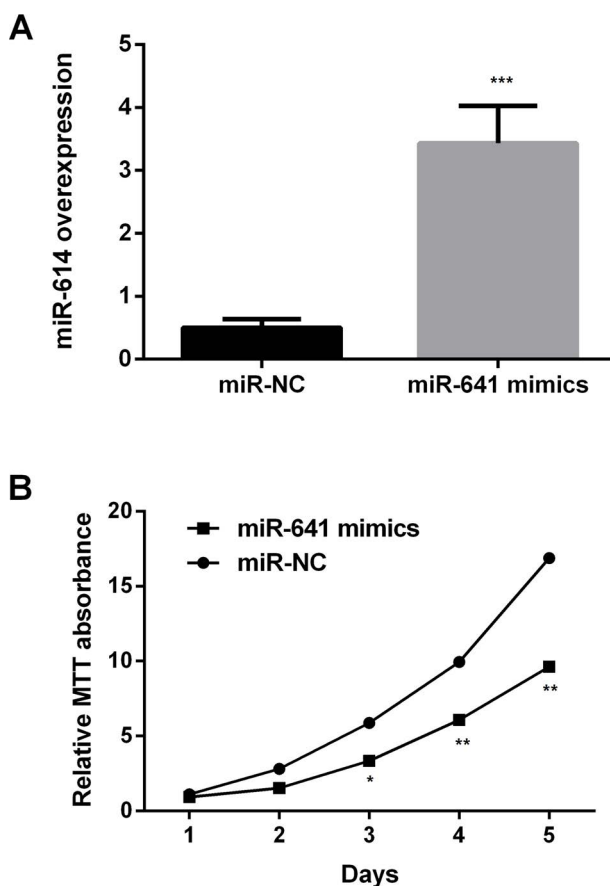 A
miR-614 overexpression
5
4
3
2
1
0
***
miR-NC
miR-641 mimics
B
Relative MTT absorbance
20
15
10
5
0
miR-641 mimics
miR-NC
*
**
**
1 2 3 4 5
Days